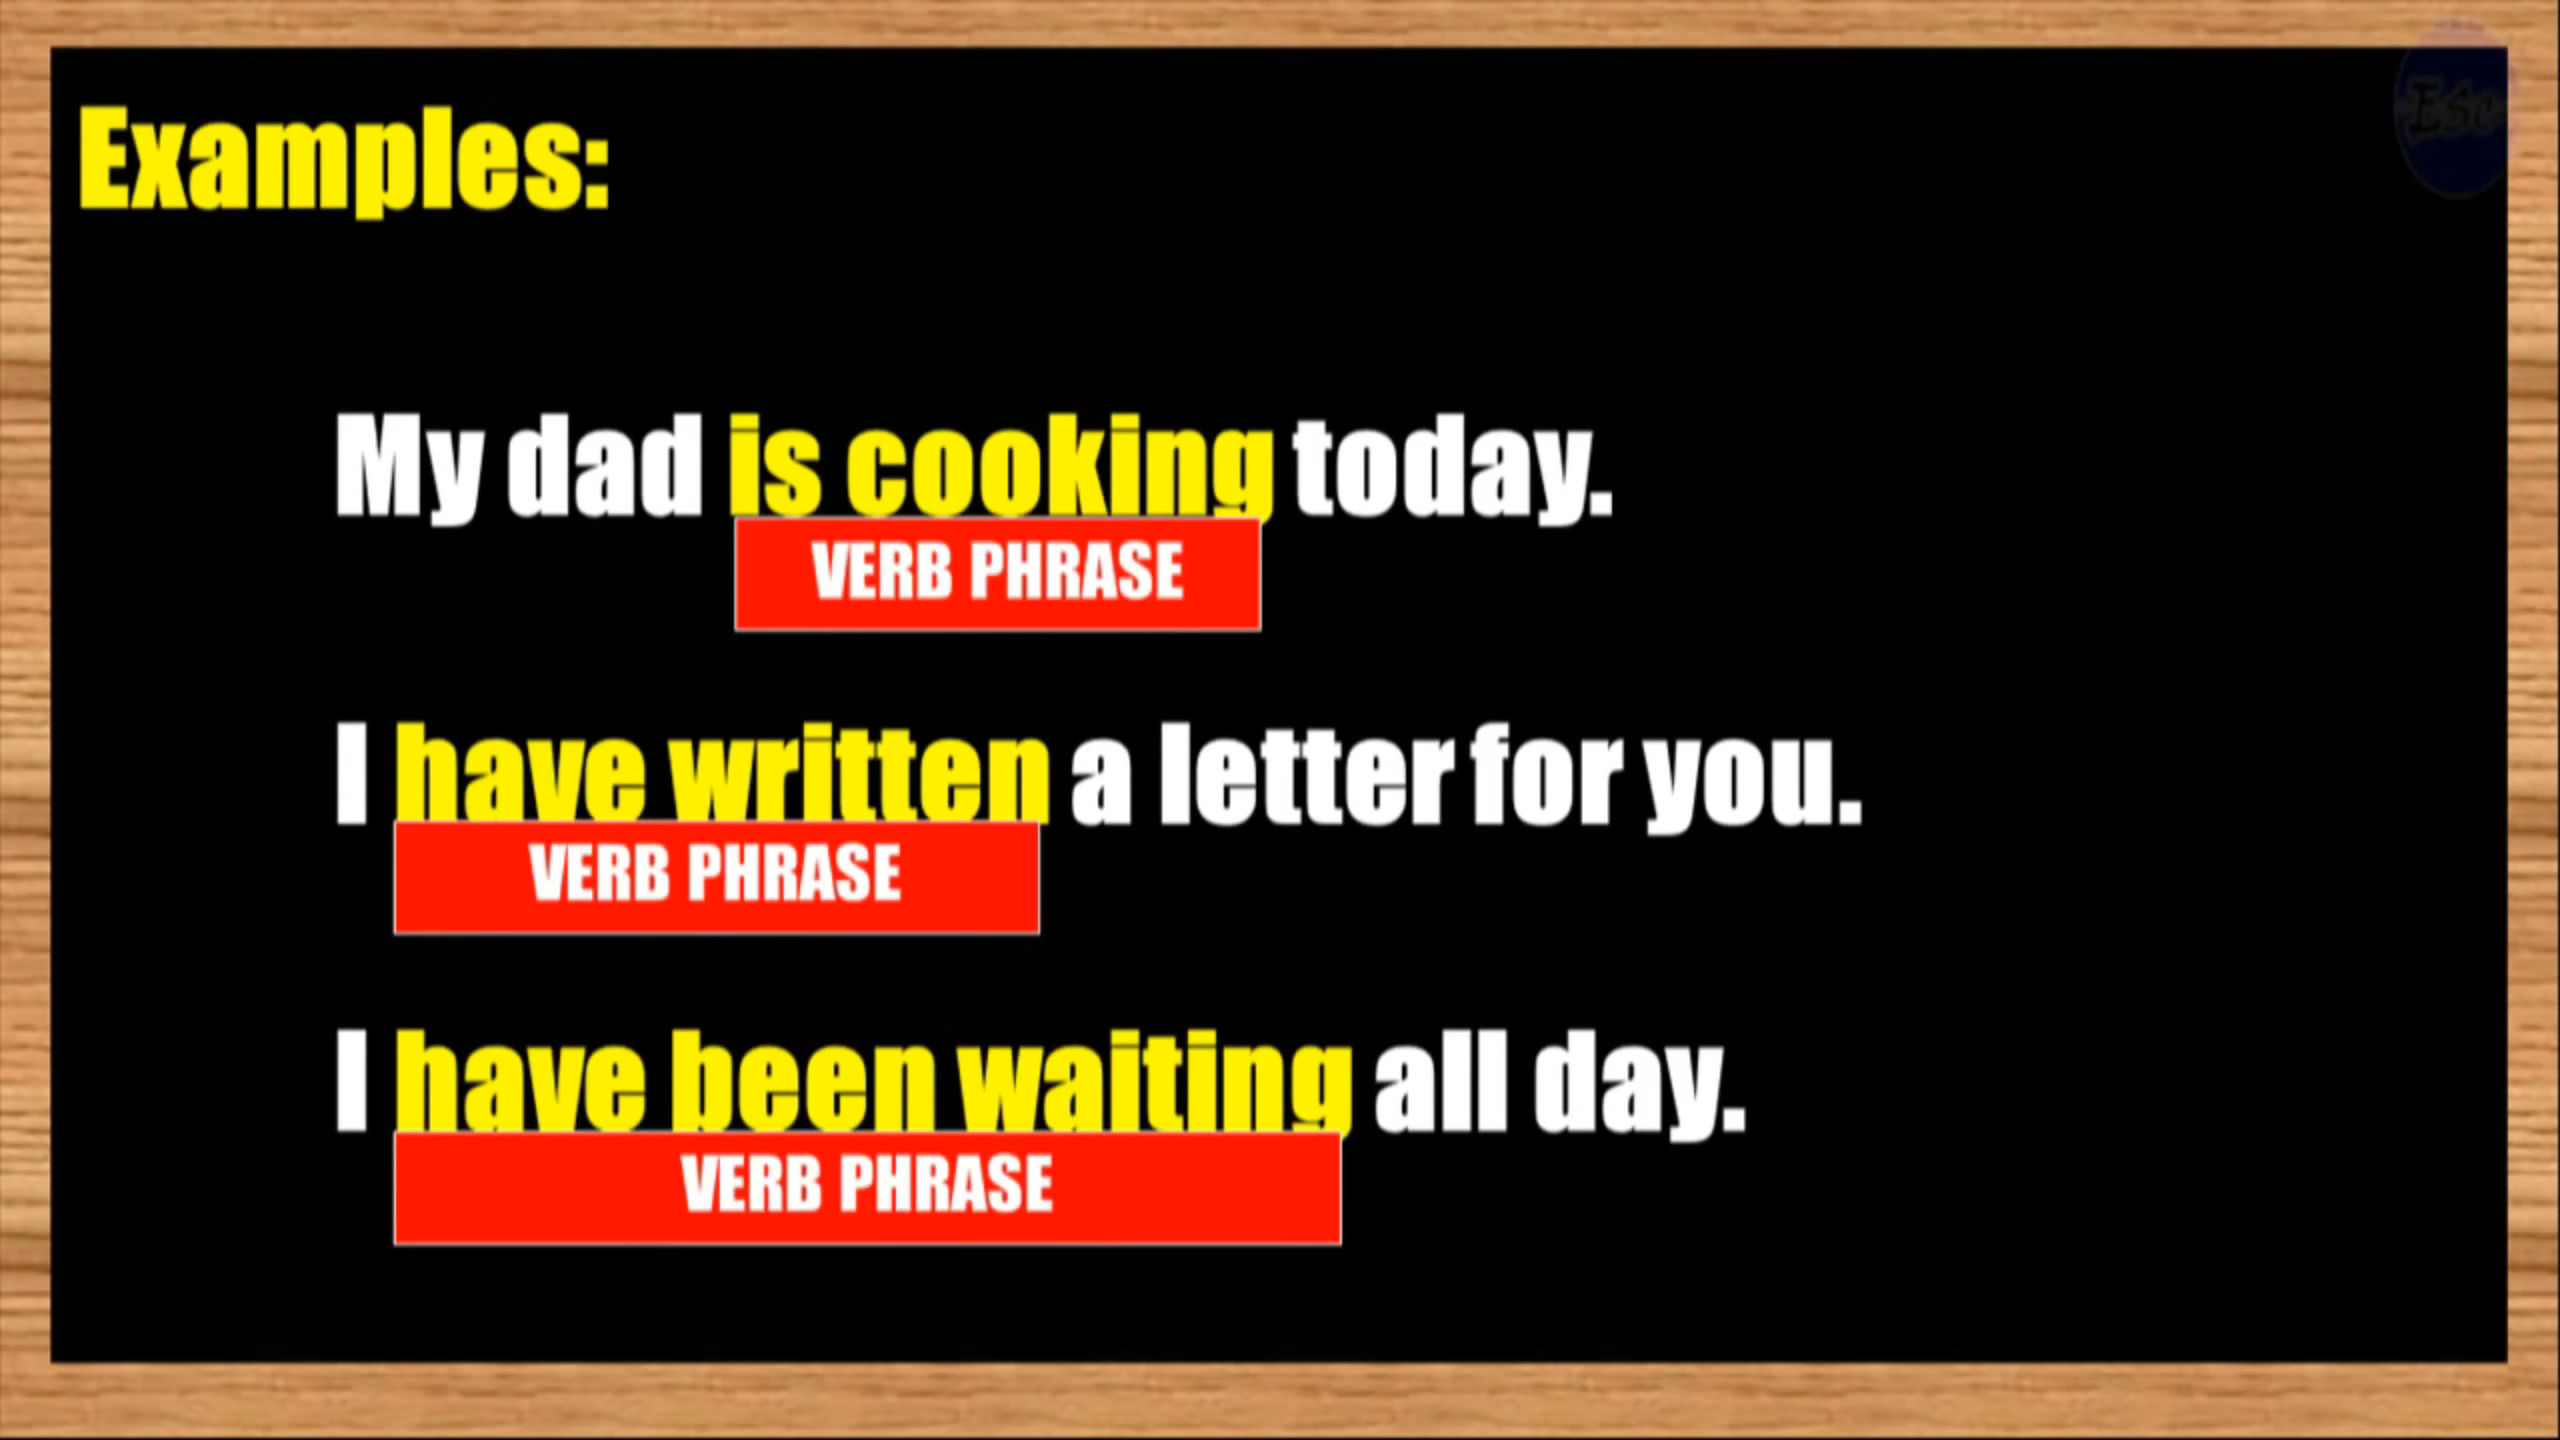 Esc
Examples:
My dad is cooking today.
VERB PHRASE
I have written a letter for you.
VERB PHRASE
I have been waiting all day.
VERB PHRASE